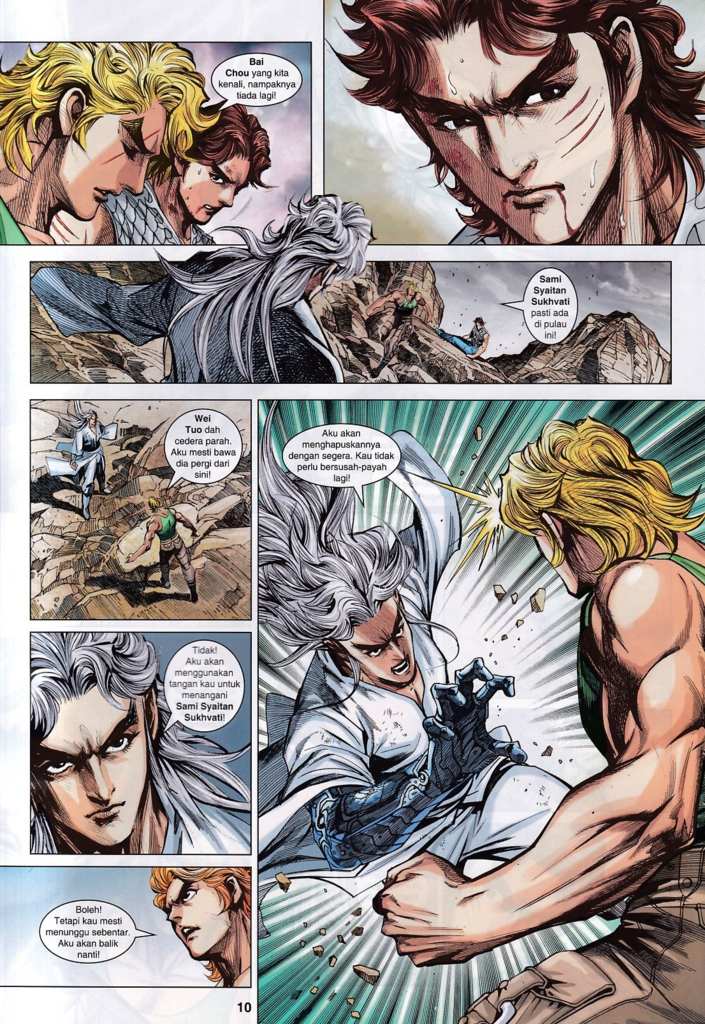 Bai
Chou yang kita
kenali, nampaknya
tiada lagi!
Sami
Syaitan
Sukhvati
pasti ada
di pulau
ini!
Wei
Tuo dah
cedera parah.
Aku mesti bawa
dia pergi dari
sini!
Tidak!
Aku akan
menggunakan
tangan kau untuk
menangani
Sami Syaitan
Sukhvati!
Boleh!
Tetapi kau mesti
menunggu sebentar.
Aku akan balik
nanti!
Aku akan
menghapuskannya
dengan segera. Kau tidak
perlu bersusah-payah
lagi!
10